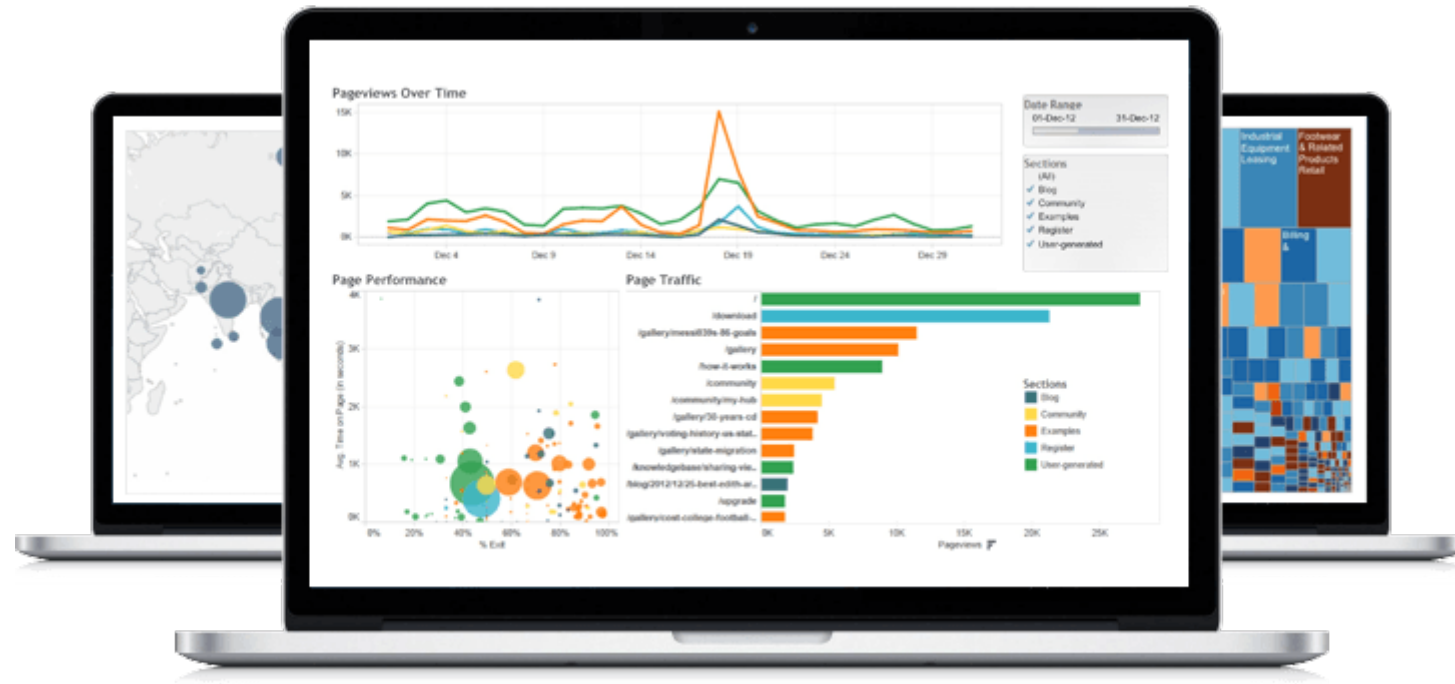 Pageviews Over Time
15K
10K
5K
0K
Dec 4
Dec 9
Dec 14
Dec 19
Dec 24
Dec 29
Date Range
01-Dec-12
31-Dec-12
Sections
(All)
Blog
Community
Examples
Register
User-generated
Page Performance
4K
3K
2K
1K
0K
Avg. Time on Page (in seconds)
0%
20%
40%
60%
80%
100%
% Exit
Page Traffic
/
/download
/gallery/messi839s-86-goals
/gallery
/how-it-works
/community
/community/my-hub
/gallery/30-years-cd
/gallery/voting-history-us-stat..
/gallery/state-migration
/knowledgebase/sharing-vie..
/blog/2012/12/25-best-edith-ar..
/upgrade
/gallery/cost-college-football-..
0K
5K
10K
15K
20K
25K
Pageviews
Sections
Blog
Community
Examples
Register
User-generated
Industrial
Equipment
Leasing
Footwear
& Related
Products
Retail
Billing
&